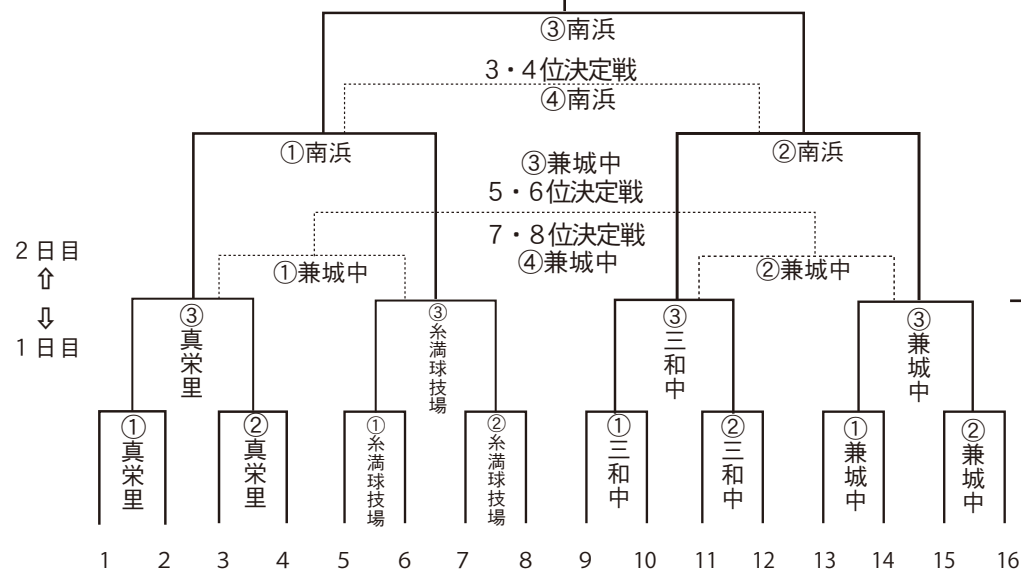 ③南浜
3・4位決定戦
④南浜
①南浜
②南浜
③兼城中
5・6位決定戦
7・8位決定戦
④兼城中
①兼城中
②兼城中
2日目
⇧
⇩
1日目
③真栄里
③糸満球技場
③三和中
③兼城中
①真栄里
②真栄里
①糸満球技場
②糸満球技場
①三和中
②三和中
①兼城中
②兼城中
1 2 3 4 5 6 7 8 9 10 11 12 13 14 15 16